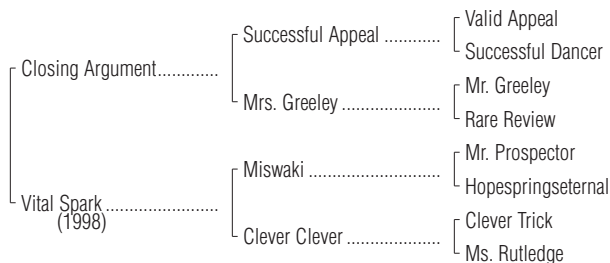 Closing Argument.............
Successful Appeal ............
Valid Appeal
Successful Dancer
Mrs. Greeley .....................
Mr. Greeley
Rare Review
Vital Spark ........................
(1998)
Miswaki ............................
Mr. Prospector
Hopespringseternal
Clever Clever ....................
Clever Trick
Ms. Rutledge